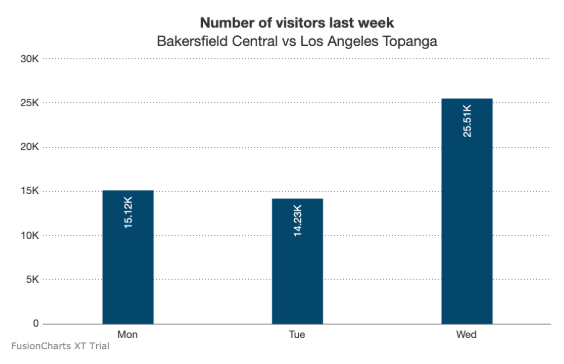 Number of visitors last week
Bakersfield Central vs Los Angeles Topanga
30K
25K
20K
15K
10K
5K
0
15.12K
14.23K
25.51K
Mon
Tue
Wed
FusionCharts XT Trial